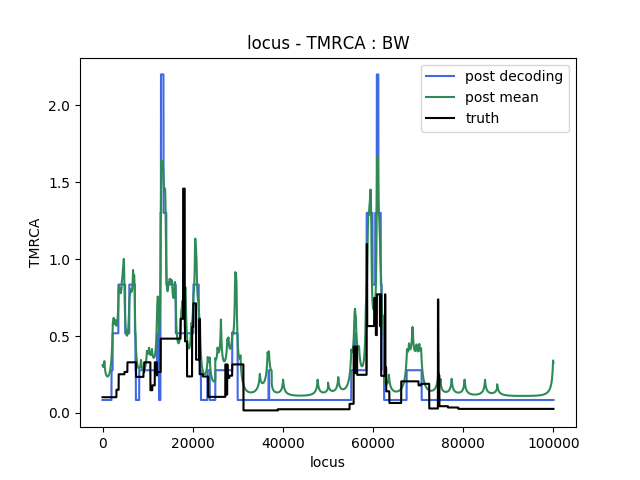 locus - TMRCA : BW
post decoding
post mean
truth
TMRCA
2.0
1.5
1.0
0.5
0.0
0 20000 40000 60000 80000 100000
locus